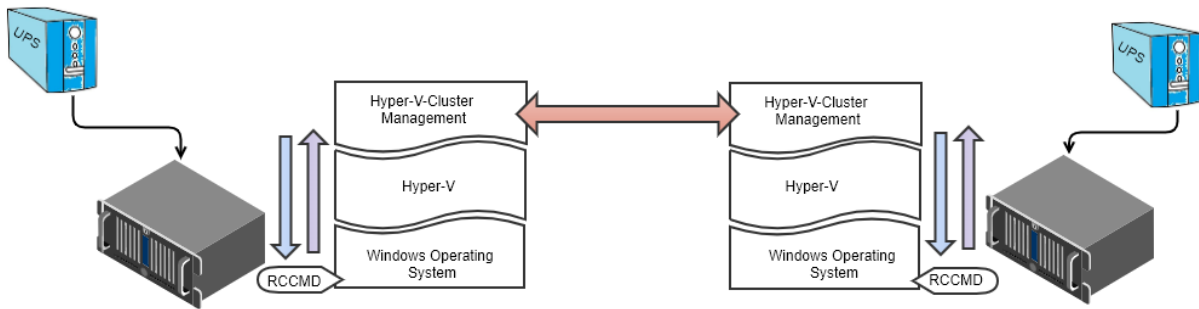 UPS
UPS
Hyper-V-Cluster
Management
Hyper-V-Cluster
Management
Hyper-V
Hyper-V
Windows Operating
System
Windows Operating
System
RCCMD
RCCMD